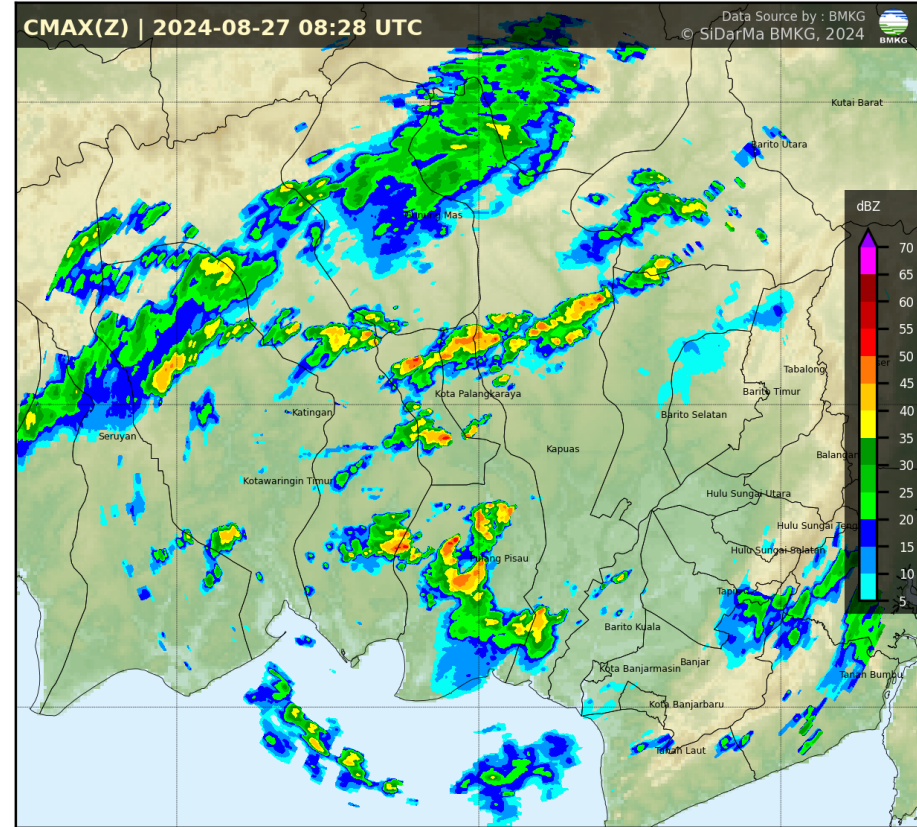 CMAX(Z) | 2024-08-27 08:28 UTC
Data Source by : BMKG
© SiDarMa BMKG, 2024
BMKG
Kutai Barat
Barito Utara
dBZ
Gunung Mas
70
65
60
55
50
45
40
35
30
25
20
15
10
5
Tabalong
Barito Timur
Kota Palangkaraya
Katingan
Barito Selatan
Seruyan
Kapuas
Balangan
Kotawaringin Timur
Hulu Sungai Utara
Hulu Sungai Teng
Hulu Sungai Selatan
Pulang Pisau
Tapin
Barito Kuala
Banjar
Kota Banjarmasin
Tanah Bumbu
Kota Banjarbaru
Tanah Laut